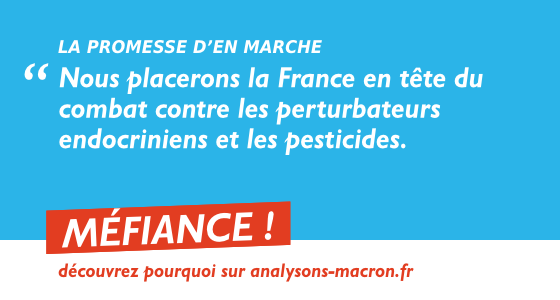 LA PROMESSE D’EN MARCHE
“ Nous placerons la France en tête du
combat contre les perturbateurs
endocriniens et les pesticides.
MÉFIANCE !
découvrez pourquoi sur analysons-macron.fr